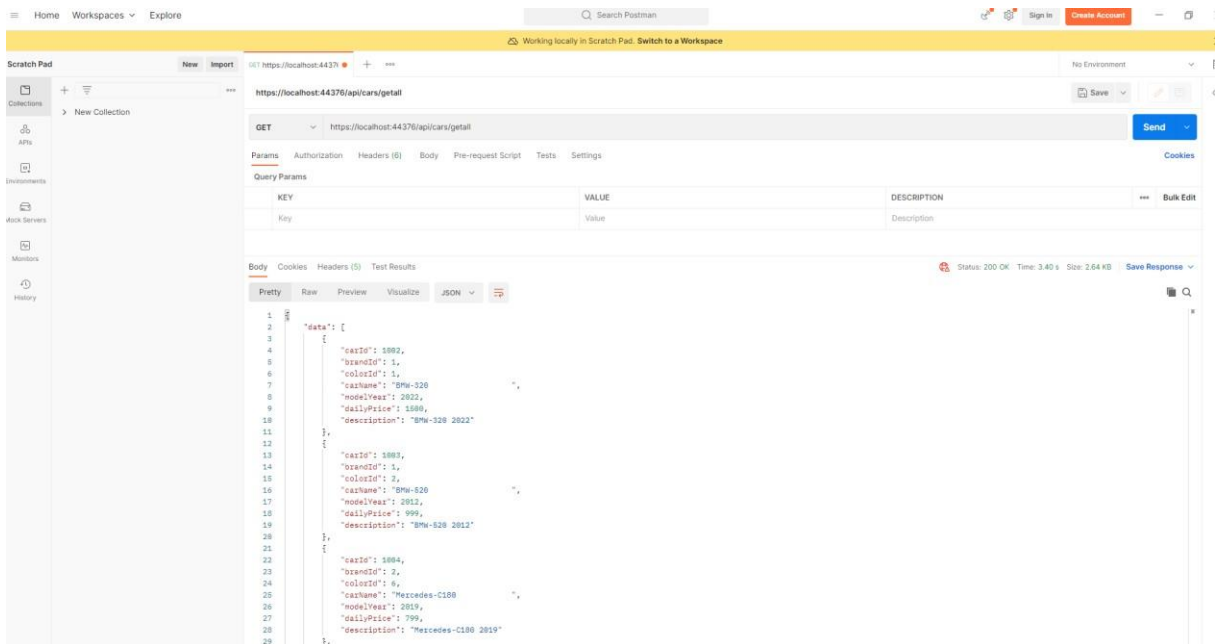 Home Workspaces Explore Search Postman Sign In Create Account
Working locally in Scratch Pad. Switch to a Workspace
Scratch Pad New Import GET https://localhost:4437 No Environment
Collections
https://localhost:44376/api/cars/getall Save
New Collection
APIs
GET https://localhost:44376/api/cars/getall Send
Environments
Params Authorization Headers (6) Body Pre-request Script Tests Settings Cookies
Query Params
KEY VALUE DESCRIPTION Bulk Edit
Mock Servers
Key Value Description
Monitors
Body Cookies Headers (5) Test Results Status: 200 OK Time: 3.40 s Size: 2.64 KB Save Response
History
Pretty Raw Preview Visualize JSON
1 {
2 "data": [
3 {
4 "carId": 1002,
5 "brandId": 1,
6 "colorId": 1,
7 "carName": "BMW-320 ",
8 "modelYear": 2022,
9 "dailyPrice": 1500,
10 "description": "BMW-320 2022"
11 },
12 {
13 "carId": 1003,
14 "brandId": 1,
15 "colorId": 2,
16 "carName": "BMW-520 ",
17 "modelYear": 2012,
18 "dailyPrice": 999,
19 "description": "BMW-520 2012"
20 },
21 {
22 "carId": 1004,
23 "brandId": 2,
24 "colorId": 6,
25 "carName": "Mercedes-C180 ",
26 "modelYear": 2019,
27 "dailyPrice": 799,
28 "description": "Mercedes-C180 2019"
29 },